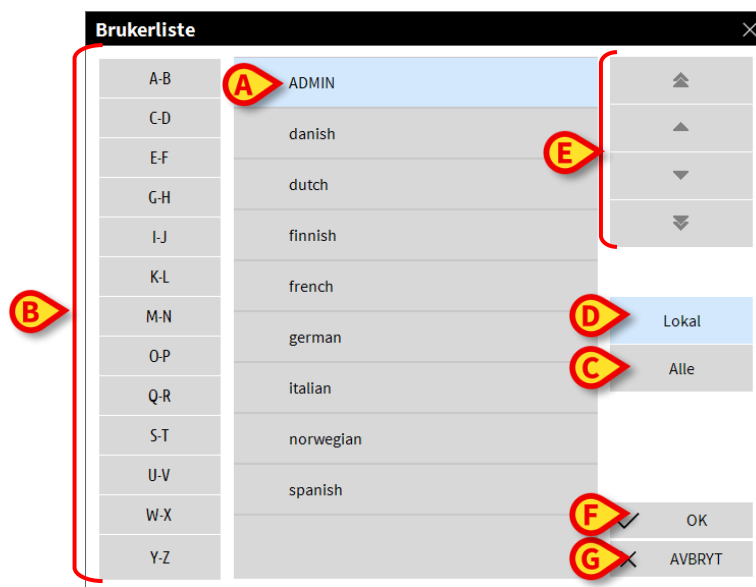 Brukerliste
A-B
C-D
E-F
G-H
I-J
K-L
M-N
O-P
Q-R
S-T
U-V
W-X
Y-Z
ADMIN
danish
dutch
finnish
french
german
italian
norwegian
spanish
Lokal
Alle
OK
AVBRYT
A
B
E
D
C
F
G